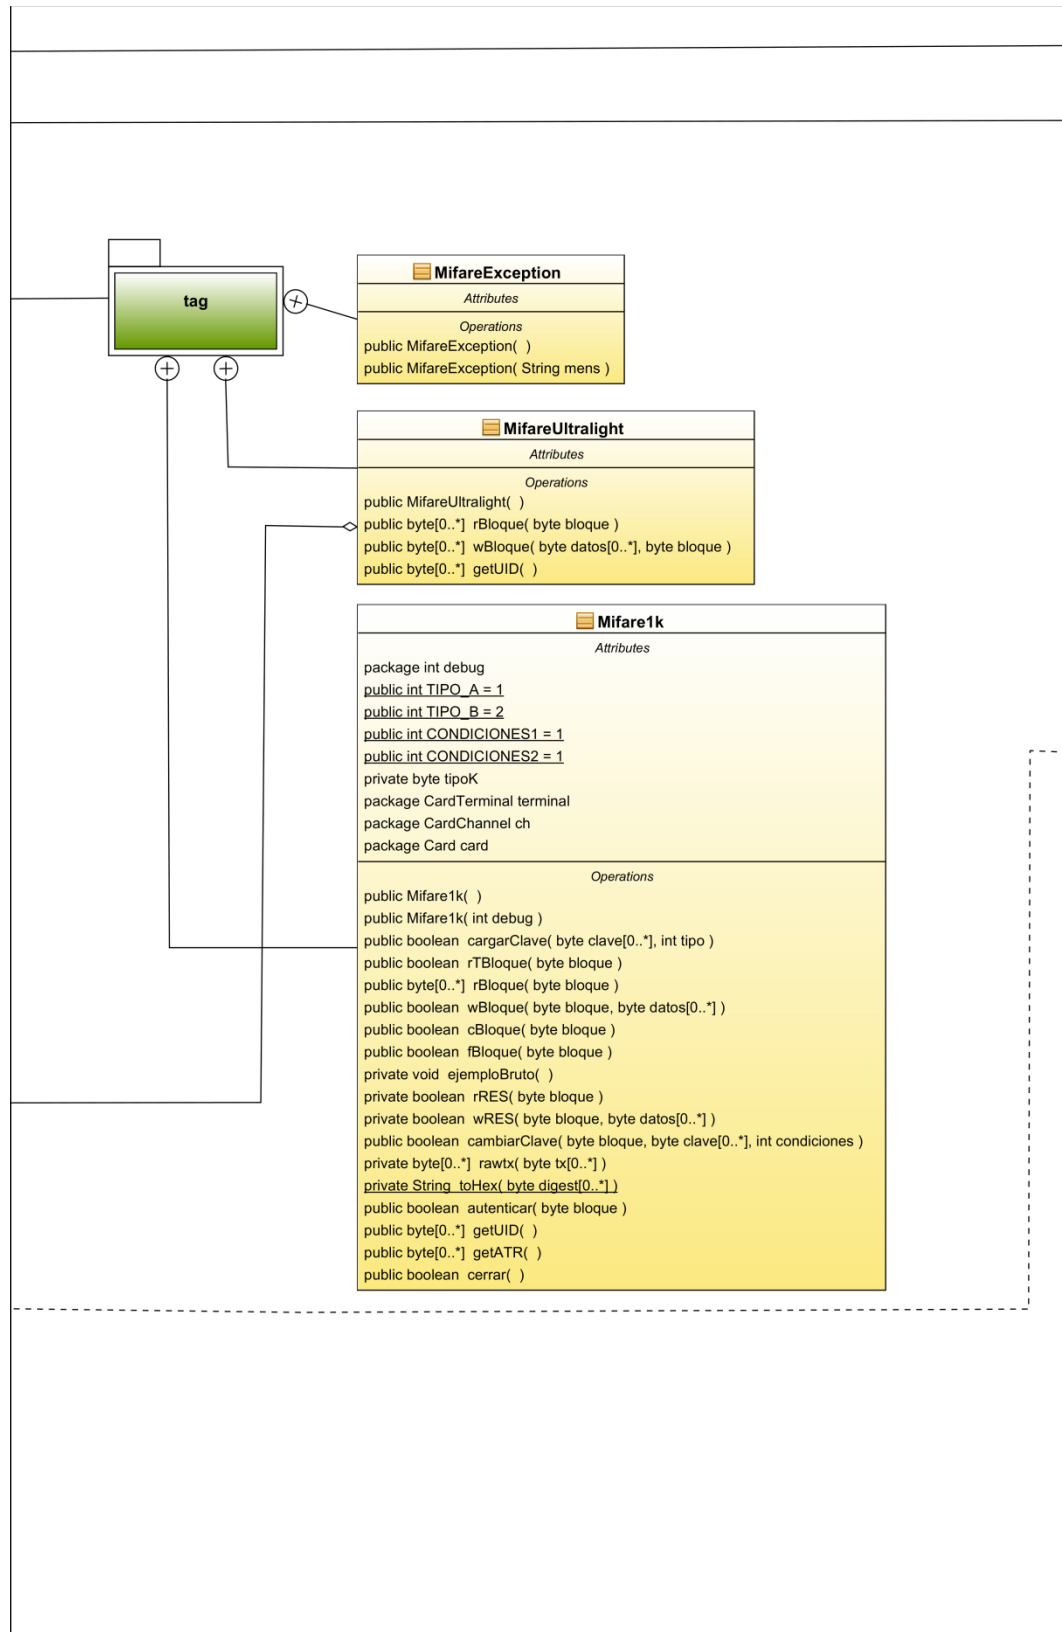 tag
MifareException
Attributes
Operations
public MifareException(  )
public MifareException( String mens )
MifareUltralight
Attributes
Operations
public MifareUltralight(  )
public byte[0..*]  rBloque( byte bloque )
public byte[0..*]  wBloque( byte datos[0..*], byte bloque )
public byte[0..*]  getUID(  )
Mifare1k
Attributes
package int debug
public int TIPO_A = 1
public int TIPO_B = 2
public int CONDICIONES1 = 1
public int CONDICIONES2 = 1
private byte tipoK
package CardTerminal terminal
package CardChannel ch
package Card card
Operations
public Mifare1k(  )
public Mifare1k( int debug )
public boolean  cargarClave( byte clave[0..*], int tipo )
public boolean  rTBloque( byte bloque )
public byte[0..*]  rBloque( byte bloque )
public boolean  wBloque( byte bloque, byte datos[0..*] )
public boolean  cBloque( byte bloque )
public boolean  fBloque( byte bloque )
private void  ejemploBruto(  )
private boolean  rRES( byte bloque )
private boolean  wRES( byte bloque, byte datos[0..*] )
public boolean  cambiarClave( byte bloque, byte clave[0..*], int condiciones )
private byte[0..*]  rawtx( byte tx[0..*] )
private String  toHex( byte digest[0..*] )
public boolean  autenticar( byte bloque )
public byte[0..*]  getUID(  )
public byte[0..*]  getATR(  )
public boolean  cerrar(  )